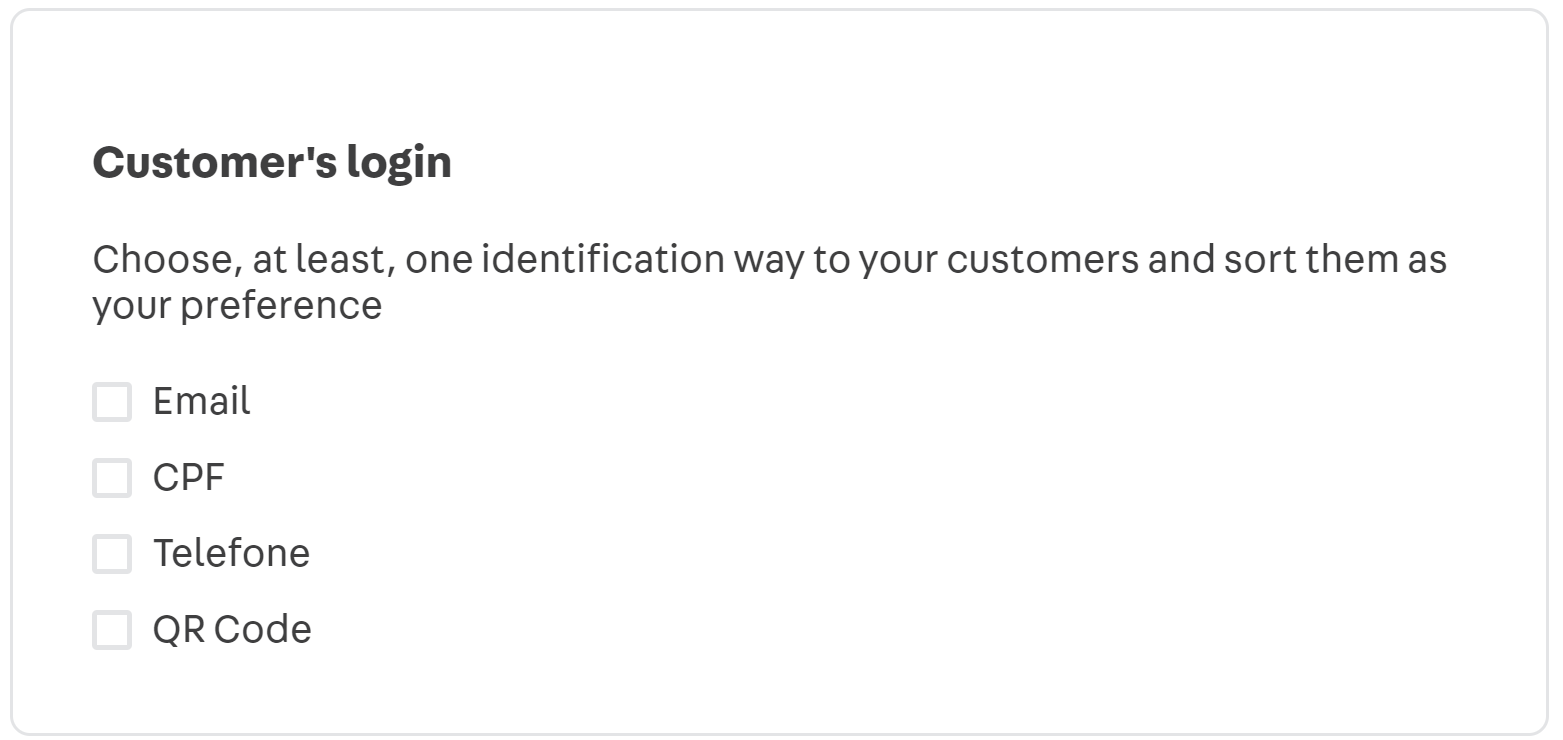 Customer's login
Choose, at least, one identification way to your customers and sort them as
your preference
Email
CPF
Telefone
QR Code